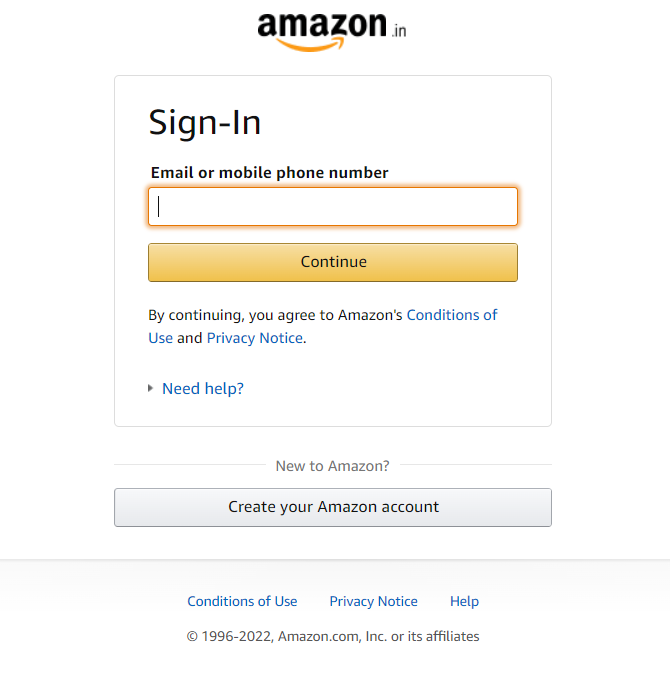 amazon.in
Sign-In
Email or mobile phone number
Continue
By continuing, you agree to Amazon's Conditions of
Use and Privacy Notice.
Need help?
New to Amazon?
Create your Amazon account
Conditions of Use Privacy Notice Help
© 1996-2022, Amazon.com, Inc. or its affiliates